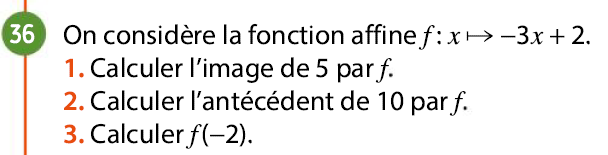 36 On considère la fonction affine f : x ↦ −3x + 2.
1. Calculer l'image de 5 par f.
2. Calculer l'antécédent de 10 par f.
3. Calculer f(−2).